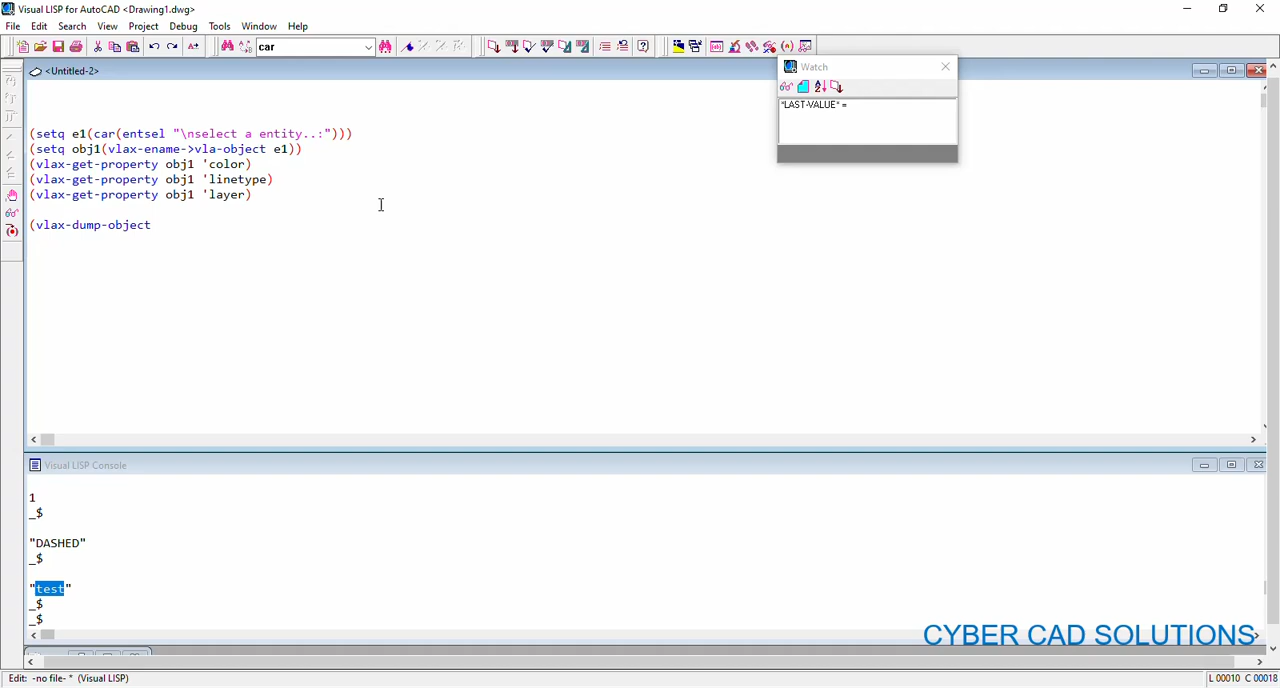 Visual LISP for AutoCAD <Drawing1.dwg>
File Edit Search View Project Debug Tools Window Help
car
<Untitled-2>
Watch
*LAST-VALUE* =
(setq e1(car(entsel "\nselect a entity..:")))
(setq obj1(vlax-ename->vla-object e1))
(vlax-get-property obj1 'color)
(vlax-get-property obj1 'linetype)
(vlax-get-property obj1 'layer)
(vlax-dump-object
Visual LISP Console
1
_$
"DASHED"
_$
"test"
_$
_$
CYBER CAD SOLUTIONS
Edit: -no file- * (Visual LISP)
L 00010 C 00018